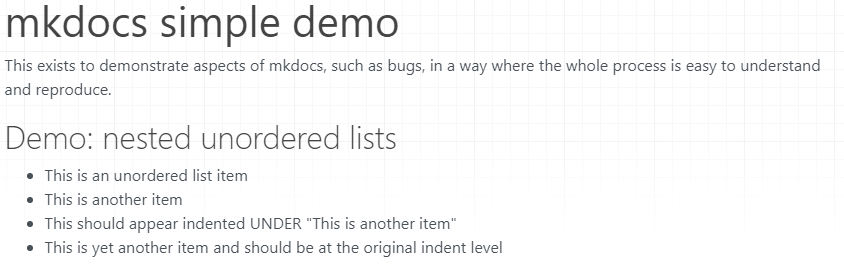 mkdocs simple demo
This exists to demonstrate aspects of mkdocs, such as bugs, in a way where the whole process is easy to understand
and reproduce.
Demo: nested unordered lists
This is an unordered list item
This is another item
This should appear indented UNDER "This is another item"
This is yet another item and should be at the original indent level